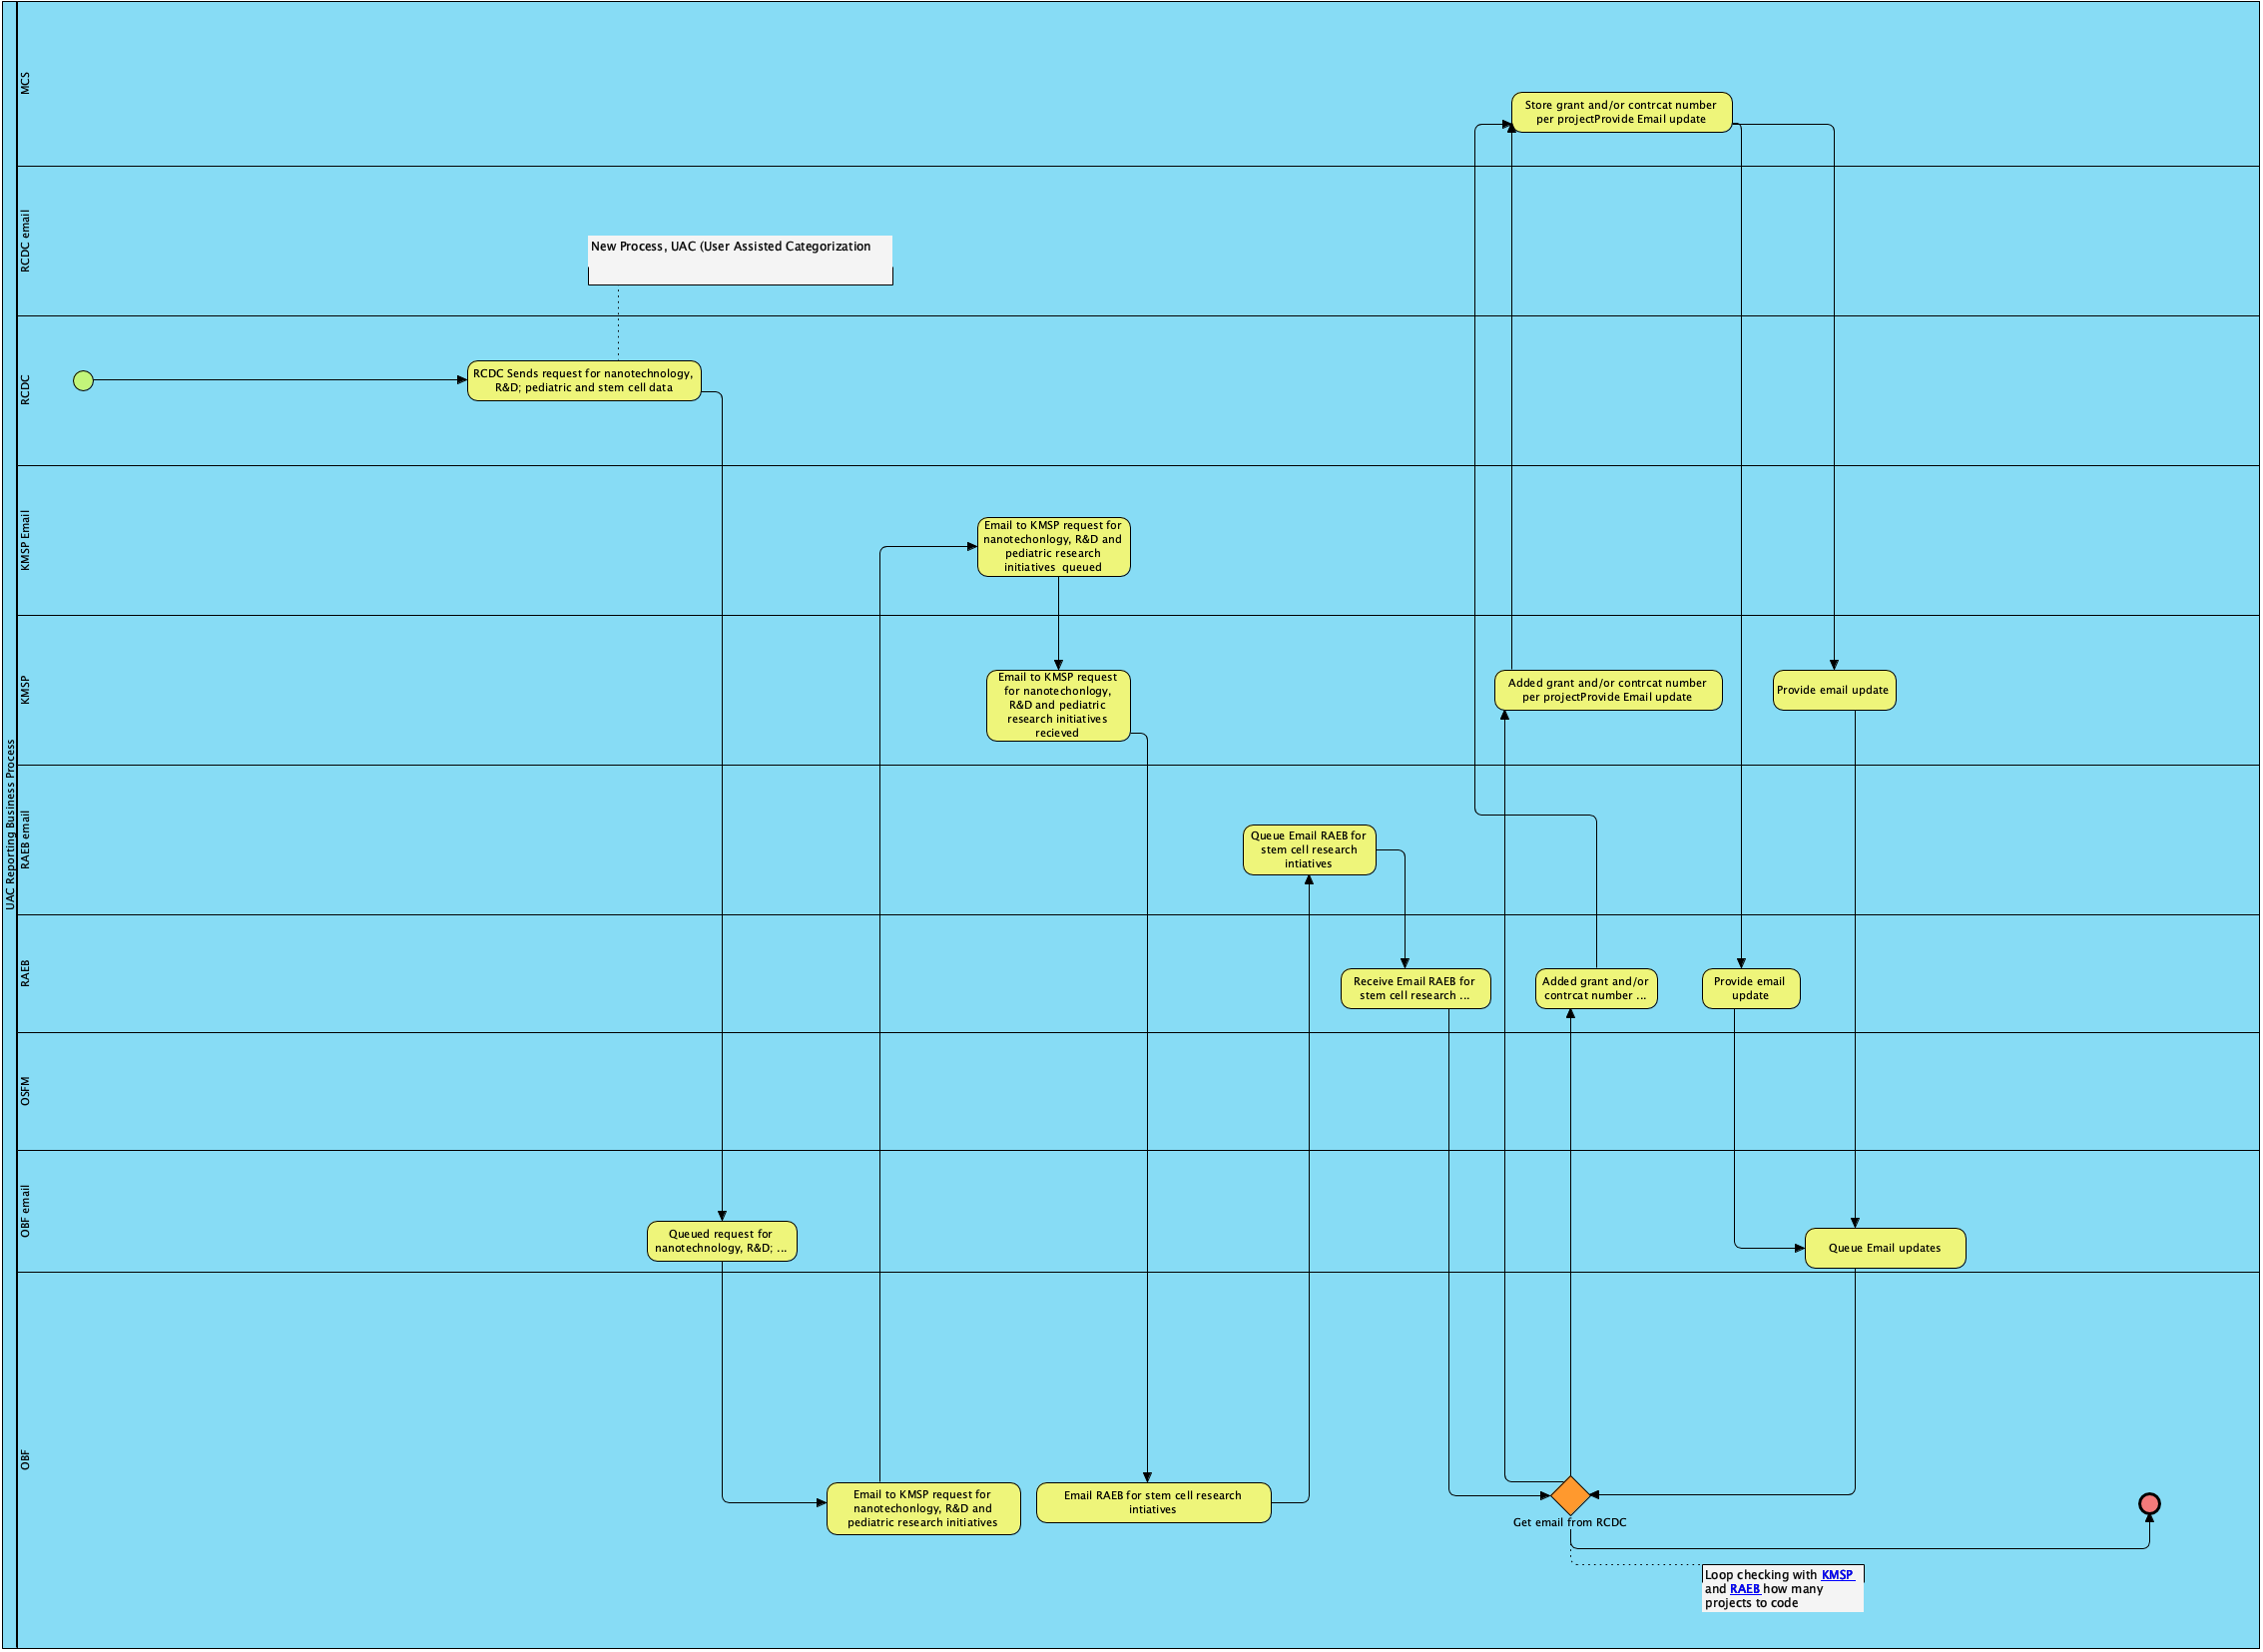 UAC Reporting Business Process
MCS
Store grant and/or contrcat number
per projectProvide Email update
RCDC email
New Process, UAC (User Assisted Categorization
RCDC
RCDC Sends request for nanotechnology,
R&D; pediatric and stem cell data
KMSP Email
Email to KMSP request for
nanotechonlogy, R&D and
pediatric research
initiatives queued
KMSP
Email to KMSP request
for nanotechonlogy,
R&D and pediatric
research initiatives
recieved
Added grant and/or contrcat number
per projectProvide Email update
Provide email update
RAEB email
Queue Email RAEB for
stem cell research
intiatives
RAEB
Receive Email RAEB for
stem cell research ...
Added grant and/or
contrcat number ...
Provide email
update
OSFM
OBF email
Queued request for
nanotechnology, R&D; ...
Queue Email updates
OBF
Email to KMSP request for
nanotechonlogy, R&D and
pediatric research initiatives
Email RAEB for stem cell research
intiatives
Get email from RCDC
Loop checking with KMSP
and RAEB how many
projects to code